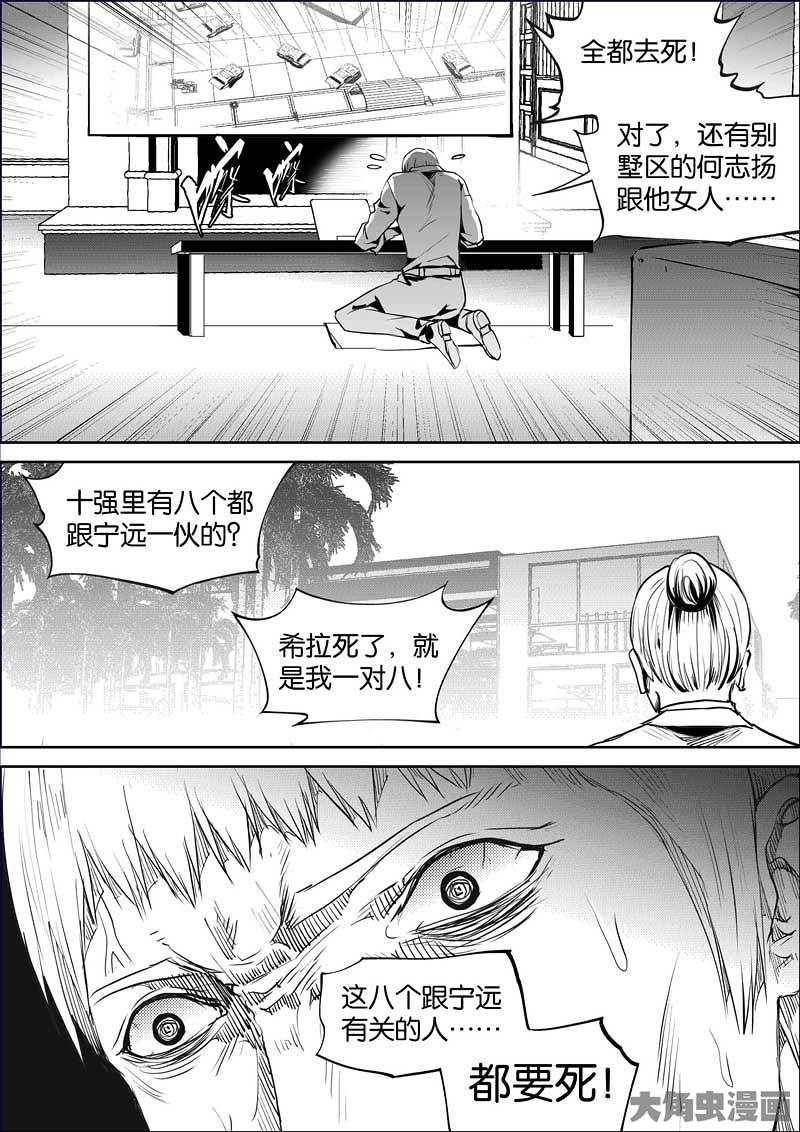 全都去死！
对了，还有别
墅区的何志扬
跟他女人……
十强里有八个都
跟宁远一伙的？
希拉死了，就
是我一对八！
这八个跟宁远
有关的人……
都要死！
大角虫漫画